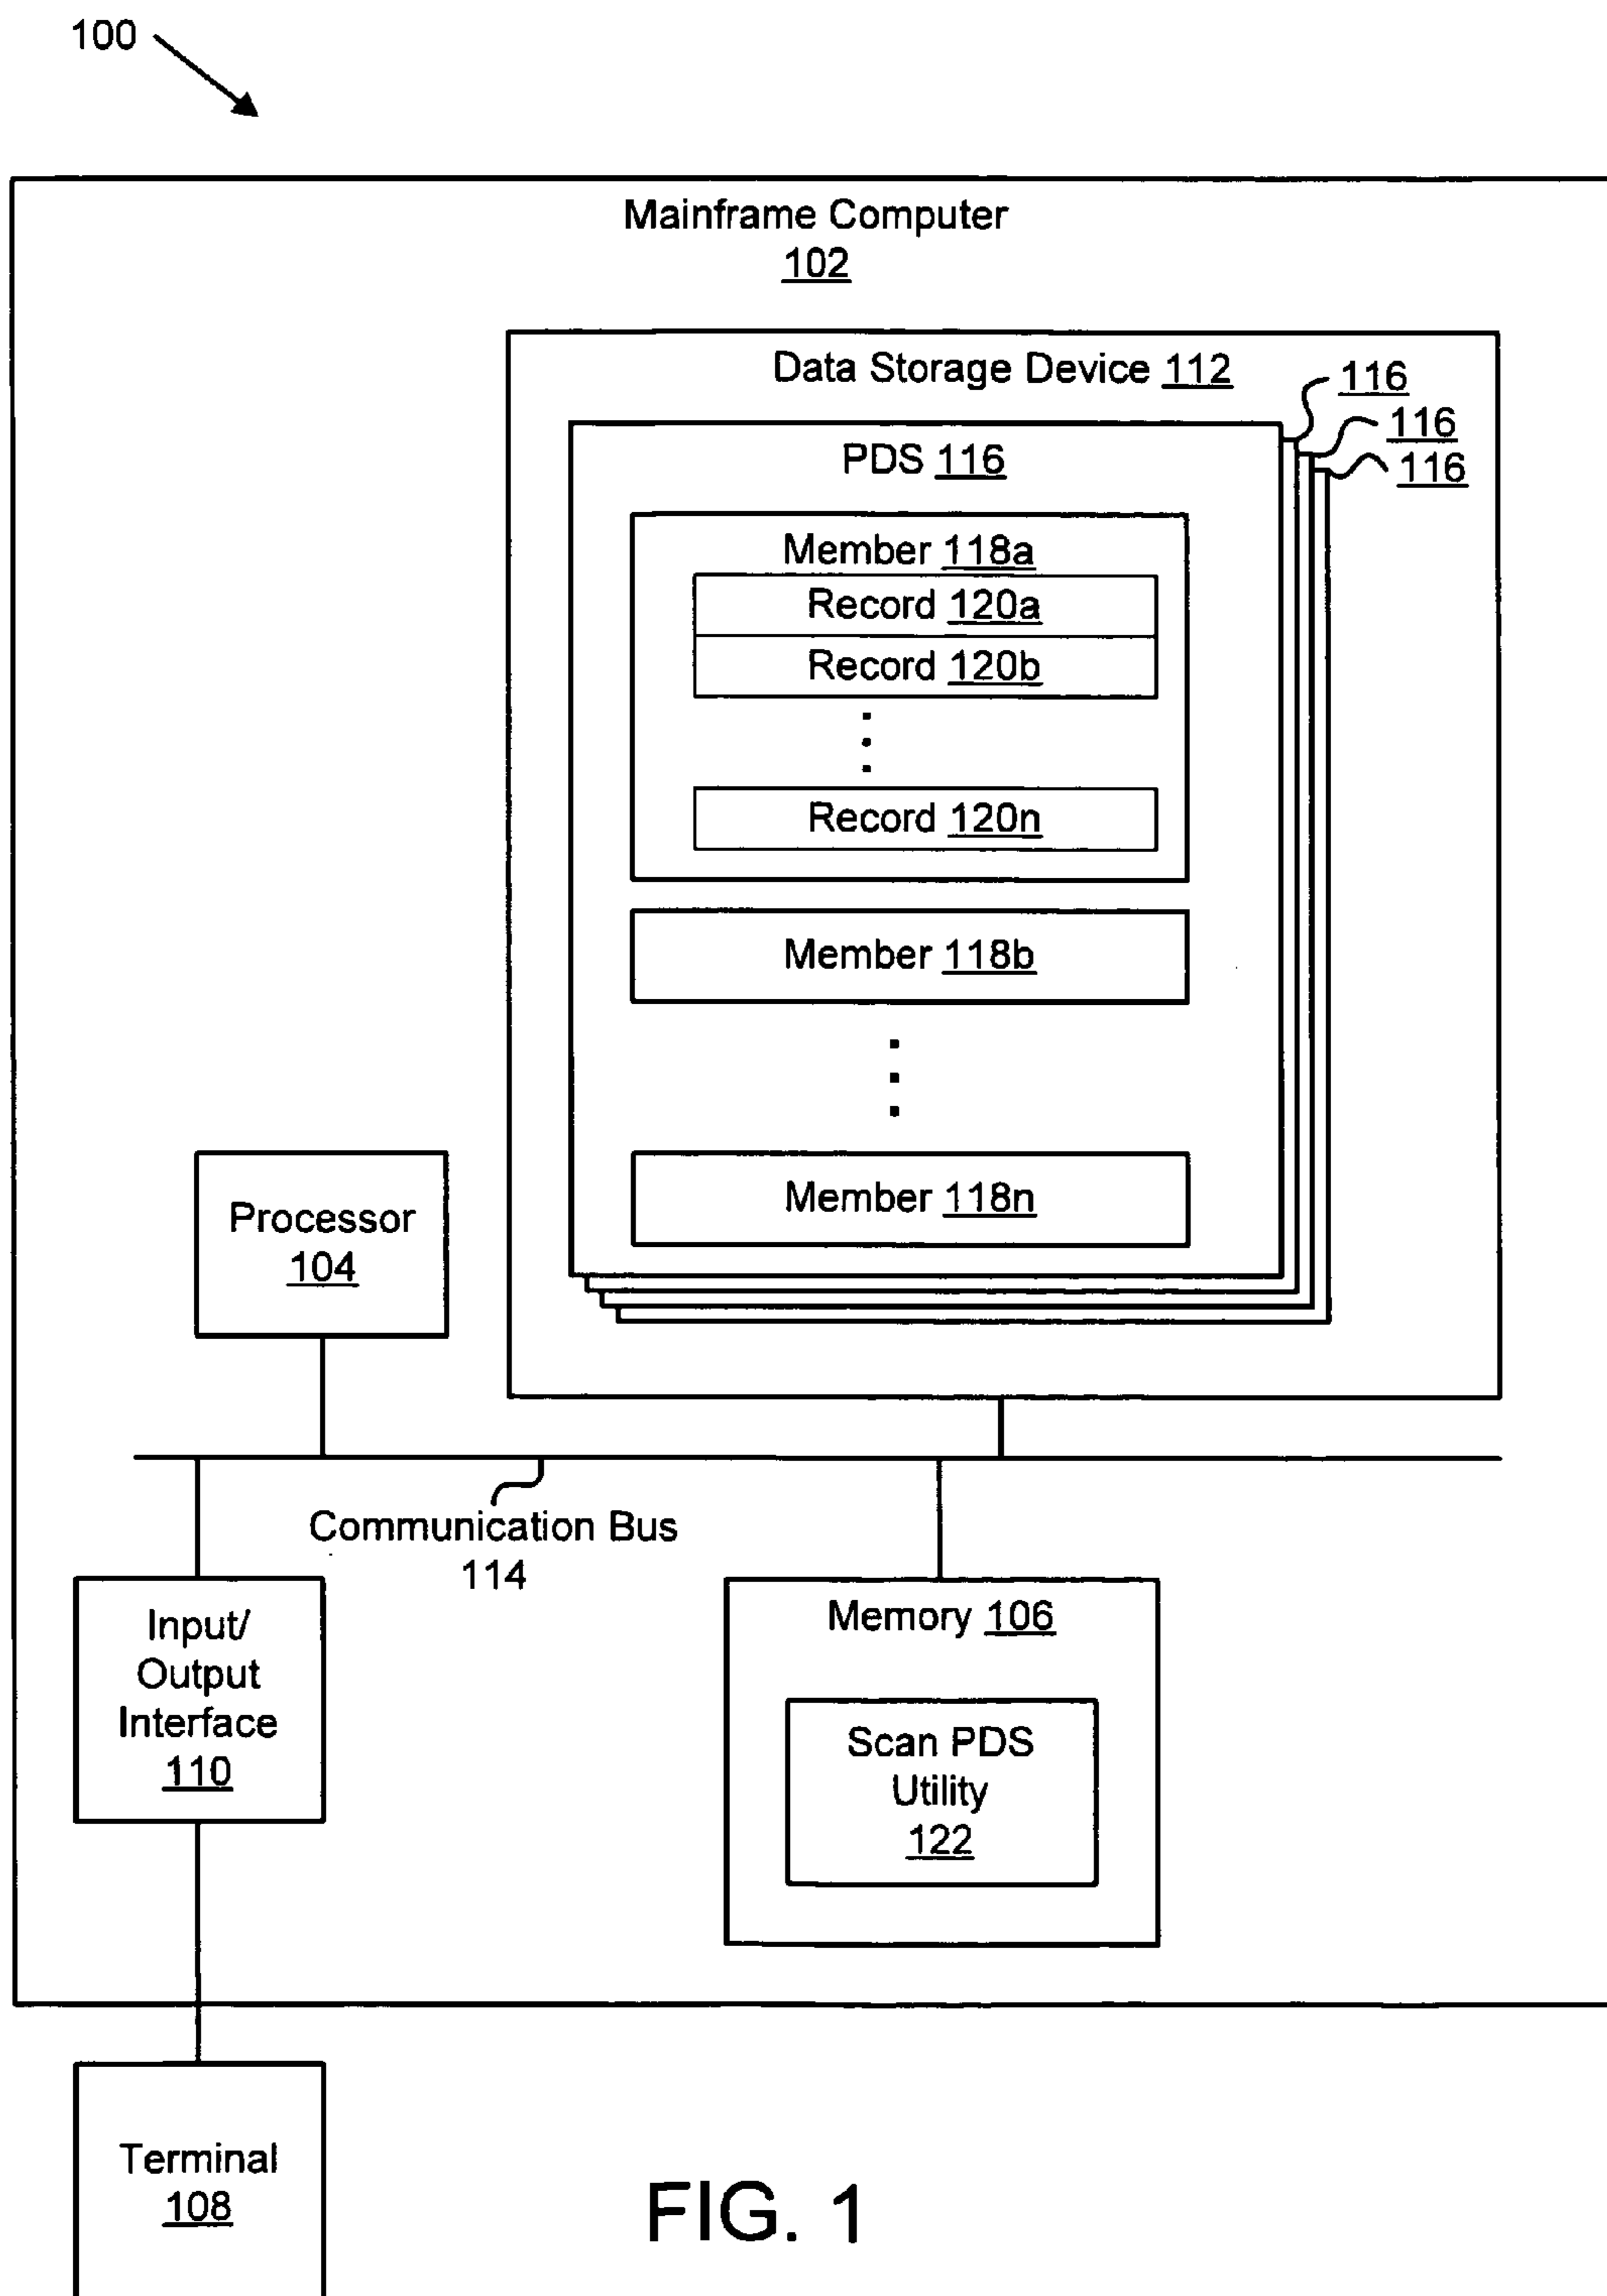 100
Mainframe Computer
102
Data Storage Device 112
116
116
116
PDS 116
Member 118a
Record 120a
Record 120b
Record 120n
Member 118b
Member 118n
Processor
104
Communication Bus
114
Input/
Output
Interface
110
Memory 106
Scan PDS
Utility
122
Terminal
108
FIG. 1